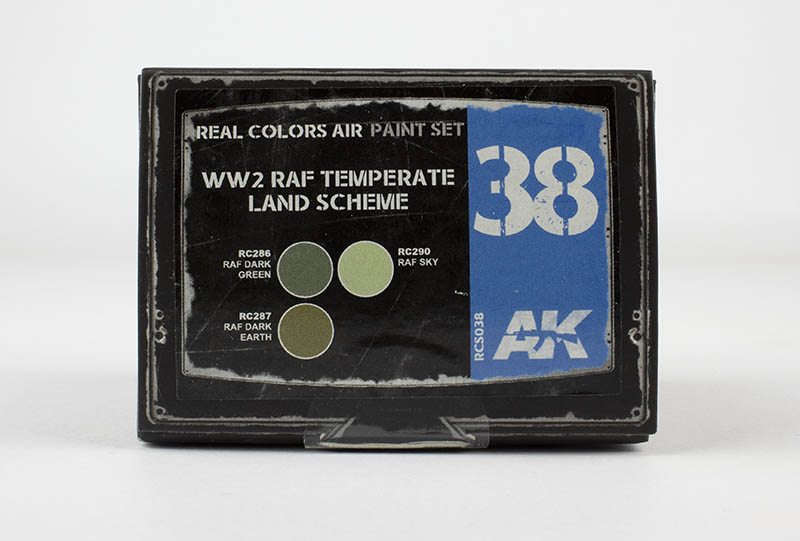 REAL COLORS AIR PAINT SET
38
WW2 RAF TEMPERATE
LAND SCHEME
RC286
RAF DARK
GREEN
RC290
RAF SKY
RC287
RAF DARK
EARTH
RCS038
AK